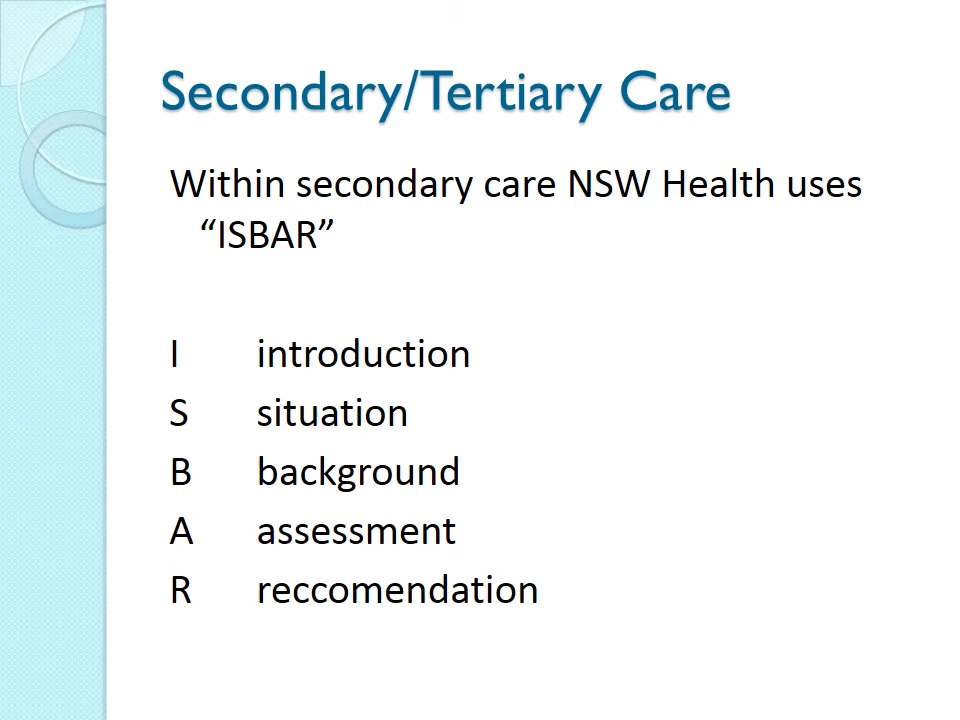 Secondary/Tertiary Care
Within secondary care NSW Health uses
“ISBAR”
I introduction
S situation
B background
A assessment
R reccomendation